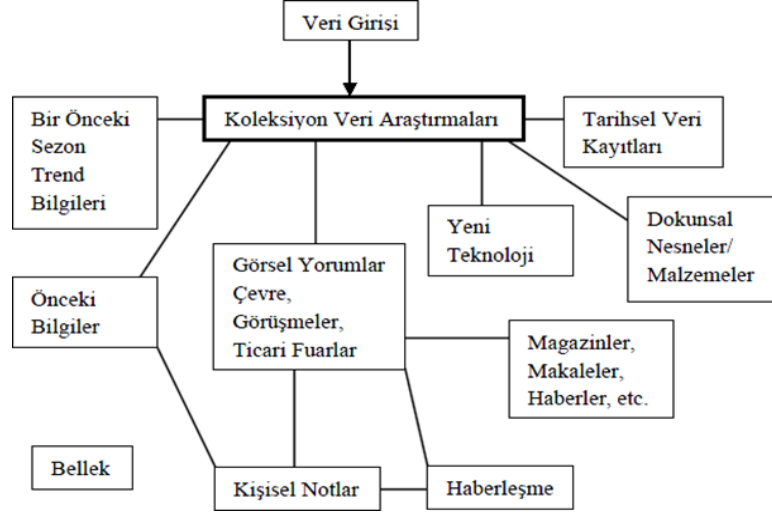 Veri Girişi
Bir Önceki
Sezon
Trend
Bilgileri
Koleksiyon Veri Araştırmaları
Tarihsel Veri
Kayıtları
Yeni
Teknoloji
Dokunsal
Nesneler/
Malzemeler
Görsel Yorumlar
Çevre,
Görüşmeler,
Ticari Fuarlar
Önceki
Bilgiler
Magazinler,
Makaleler,
Haberler, etc.
Bellek
Kişisel Notlar
Haberleşme